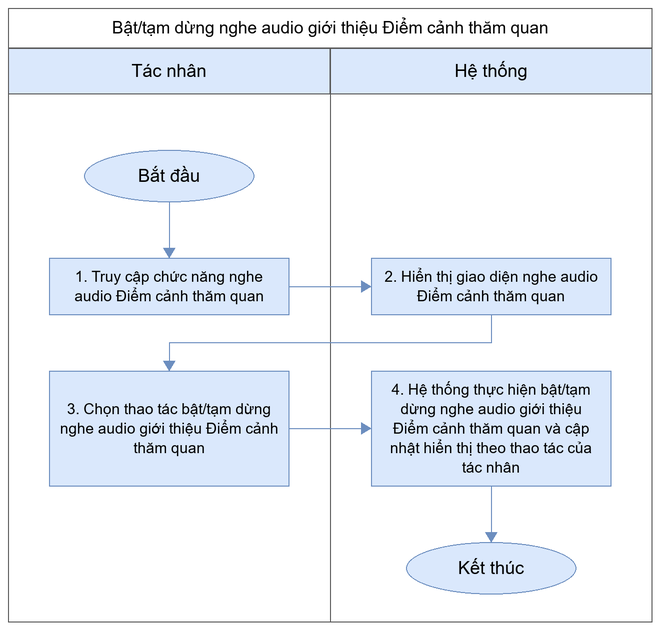 Bật/tạm dừng nghe audio giới thiệu Điểm cảnh thăm quan
Tác nhân
Hệ thống
Bắt đầu
1. Truy cập chức năng nghe
audio Điểm cảnh thăm quan
2. Hiển thị giao diện nghe audio
Điểm cảnh thăm quan
3. Chọn thao tác bật/tạm dừng
nghe audio giới thiệu Điểm cảnh
thăm quan
4. Hệ thống thực hiện bật/tạm
dừng nghe audio giới thiệu
Điểm cảnh thăm quan và cập
nhật hiển thị theo thao tác của
tác nhân
Kết thúc